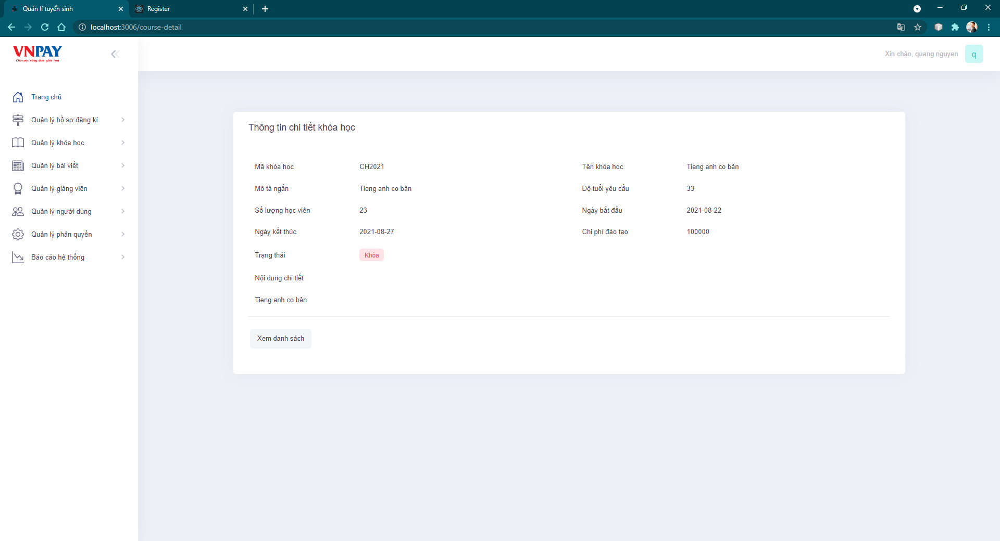 Quản lí tuyển sinh
Register
localhost:3006/course-detail
VNPAY
Cho cuộc sống đơn giản hơn
Xin chào, quang nguyen
q
Trang chủ
Quản lý hồ sơ đăng kí
Quản lý khóa học
Quản lý bài viết
Quản lý giảng viên
Quản lý người dùng
Quản lý phân quyền
Báo cáo hệ thống
Thông tin chi tiết khóa học
Mã khóa học CH2021 Tên khóa học Tieng anh co bản
Mô tả ngắn Tieng anh co bản Độ tuổi yêu cầu 33
Số lượng học viên 23 Ngày bắt đầu 2021-08-22
Ngày kết thúc 2021-08-27 Chi phí đào tạo 100000
Trạng thái Khóa
Nội dung chi tiết
Tieng anh co bản
Xem danh sách